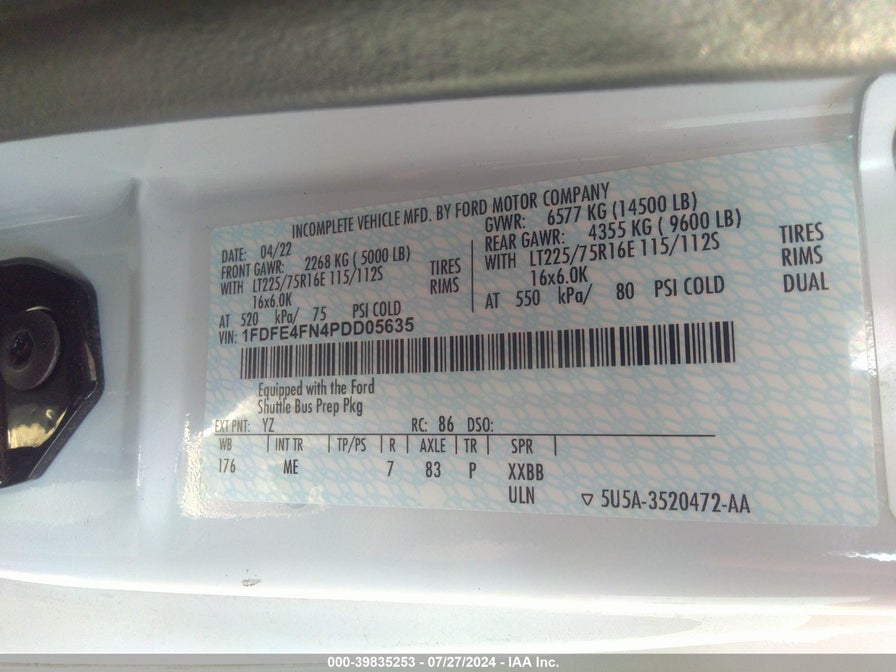 INCOMPLETE VEHICLE MFD. BY FORD MOTOR COMPANY
DATE: 04/22 GVWR: 6577 KG (14500 LB)
FRONT GAWR: 2268 KG (5000 LB) REAR GAWR: 4355 KG ( 9600 LB)
WITH LT225/75R16E 115/112S TIRES WITH LT225/75R16E 115/112S TIRES
16x6.0K RIMS 16x6.0K RIMS
AT 520 kPa/ 75 PSI COLD AT 550 kPa/ 80 PSI COLD DUAL
VIN: 1FDFE4FN4PDD05635
Equipped with the Ford
Shuttle Bus Prep Pkg
EXT PNT: YZ RC: 86 DSO:
WB | INT TR | TP/PS | R | AXLE | TR | SPR |
176 ME 7 83 P XXBB
ULN ▽ 5U5A-3520472-AA
000-39835253 - 07/27/2024 - IAA Inc.